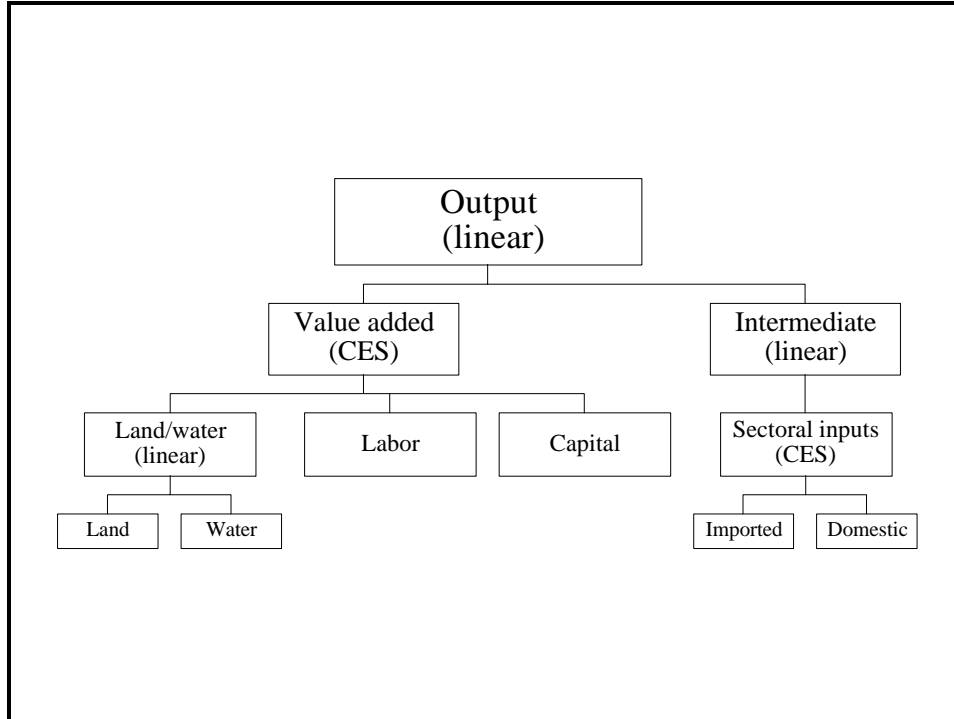 Output
(linear)
Value added
(CES)
Intermediate
(linear)
Land/water
(linear)
Labor
Capital
Sectoral inputs
(CES)
Land
Water
Imported
Domestic